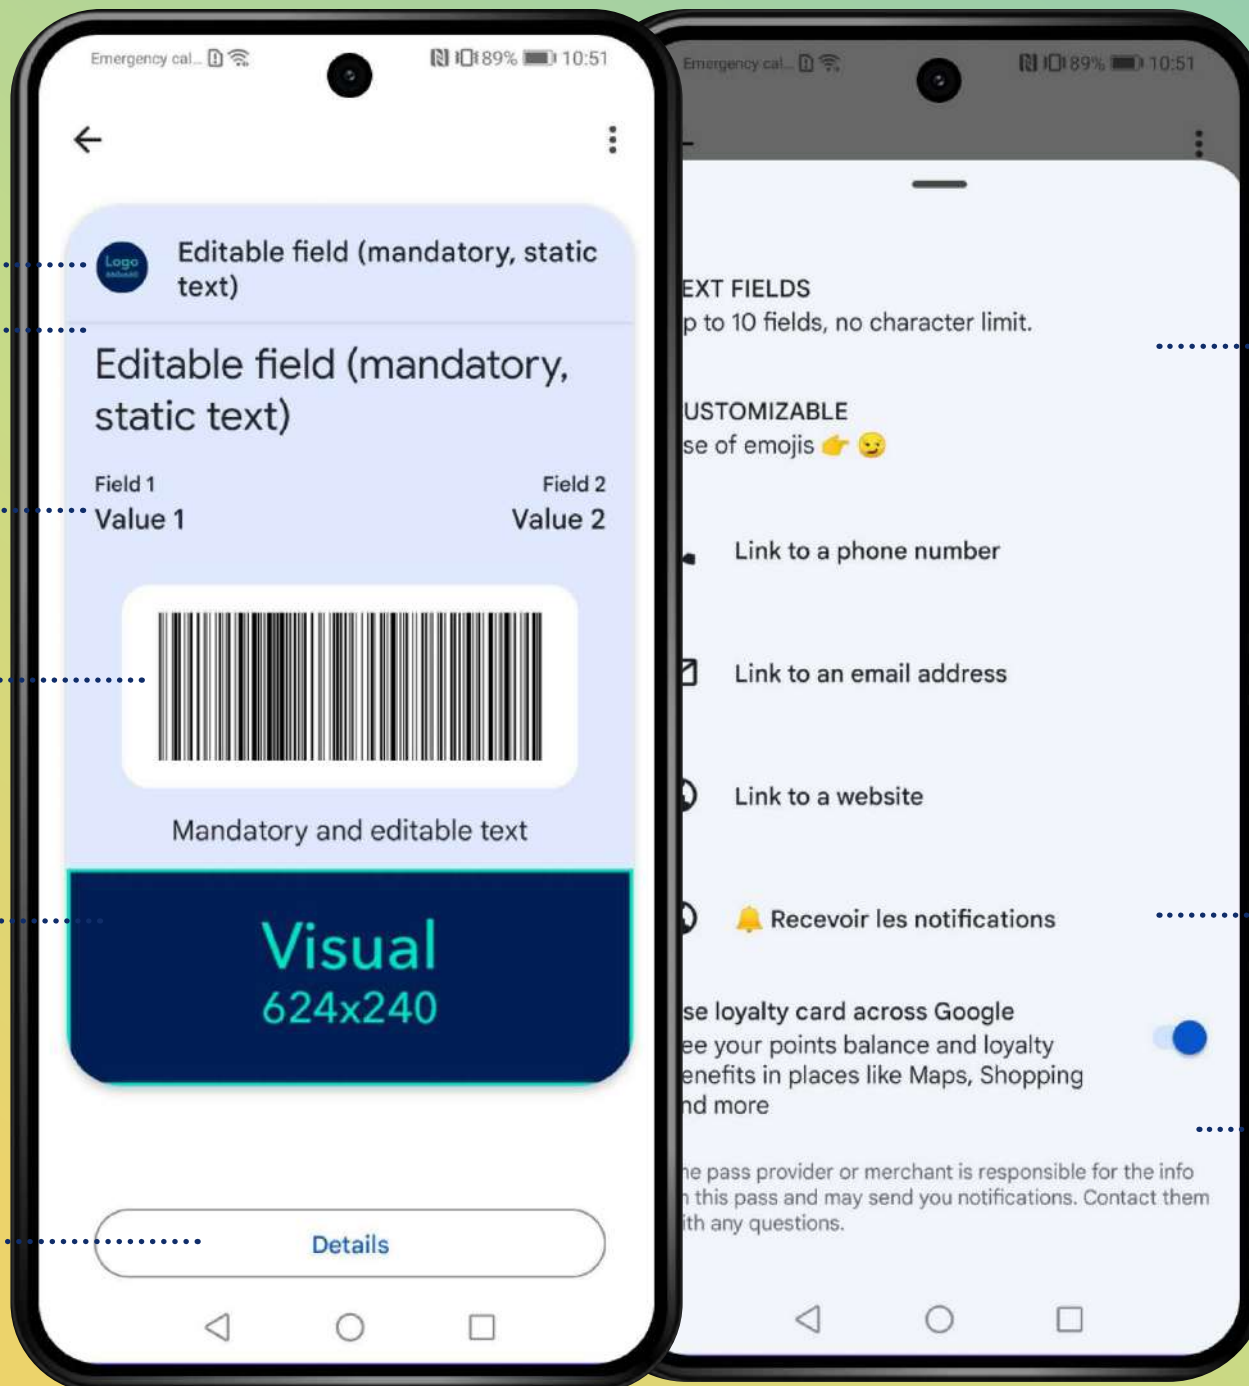 Emergency cal...
89% 10:51
Logo
Editable field (mandatory, static
text)
Editable field (mandatory,
static text)
Field 1
Field 2
Value 1
Value 2
Mandatory and editable text
Visual
624x240
Details
Emergency cal...
89% 10:51
EXT FIELDS
p to 10 fields, no character limit.
USTOMIZABLE
se of emojis 👉 😏
Link to a phone number
Link to an email address
Link to a website
🔔 Recevoir les notifications
se loyalty card across Google
ee your points balance and loyalty
enefits in places like Maps, Shopping
nd more
he pass provider or merchant is responsible for the info
n this pass and may send you notifications. Contact them
ith any questions.